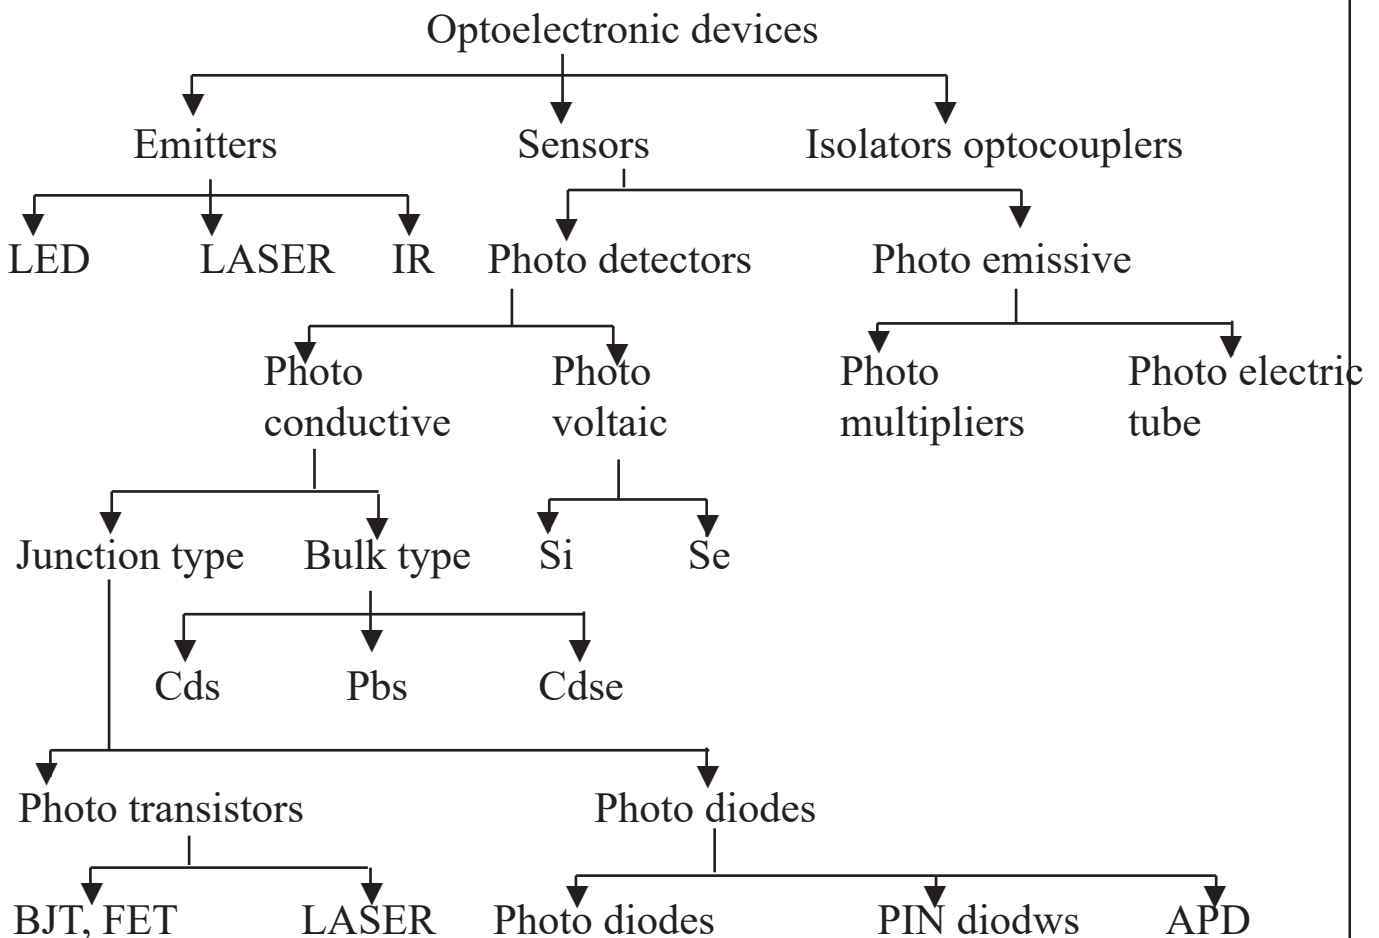 Optoelectronic devices
Emitters Sensors Isolators optocouplers
LED LASER IR Photo detectors Photo emissive
Photo Photo Photo Photo electric
conductive voltaic multipliers tube
Junction type Bulk type Si Se
Cds Pbs Cdse
Photo transistors Photo diodes
BJT, FET LASER Photo diodes PIN diodws APD